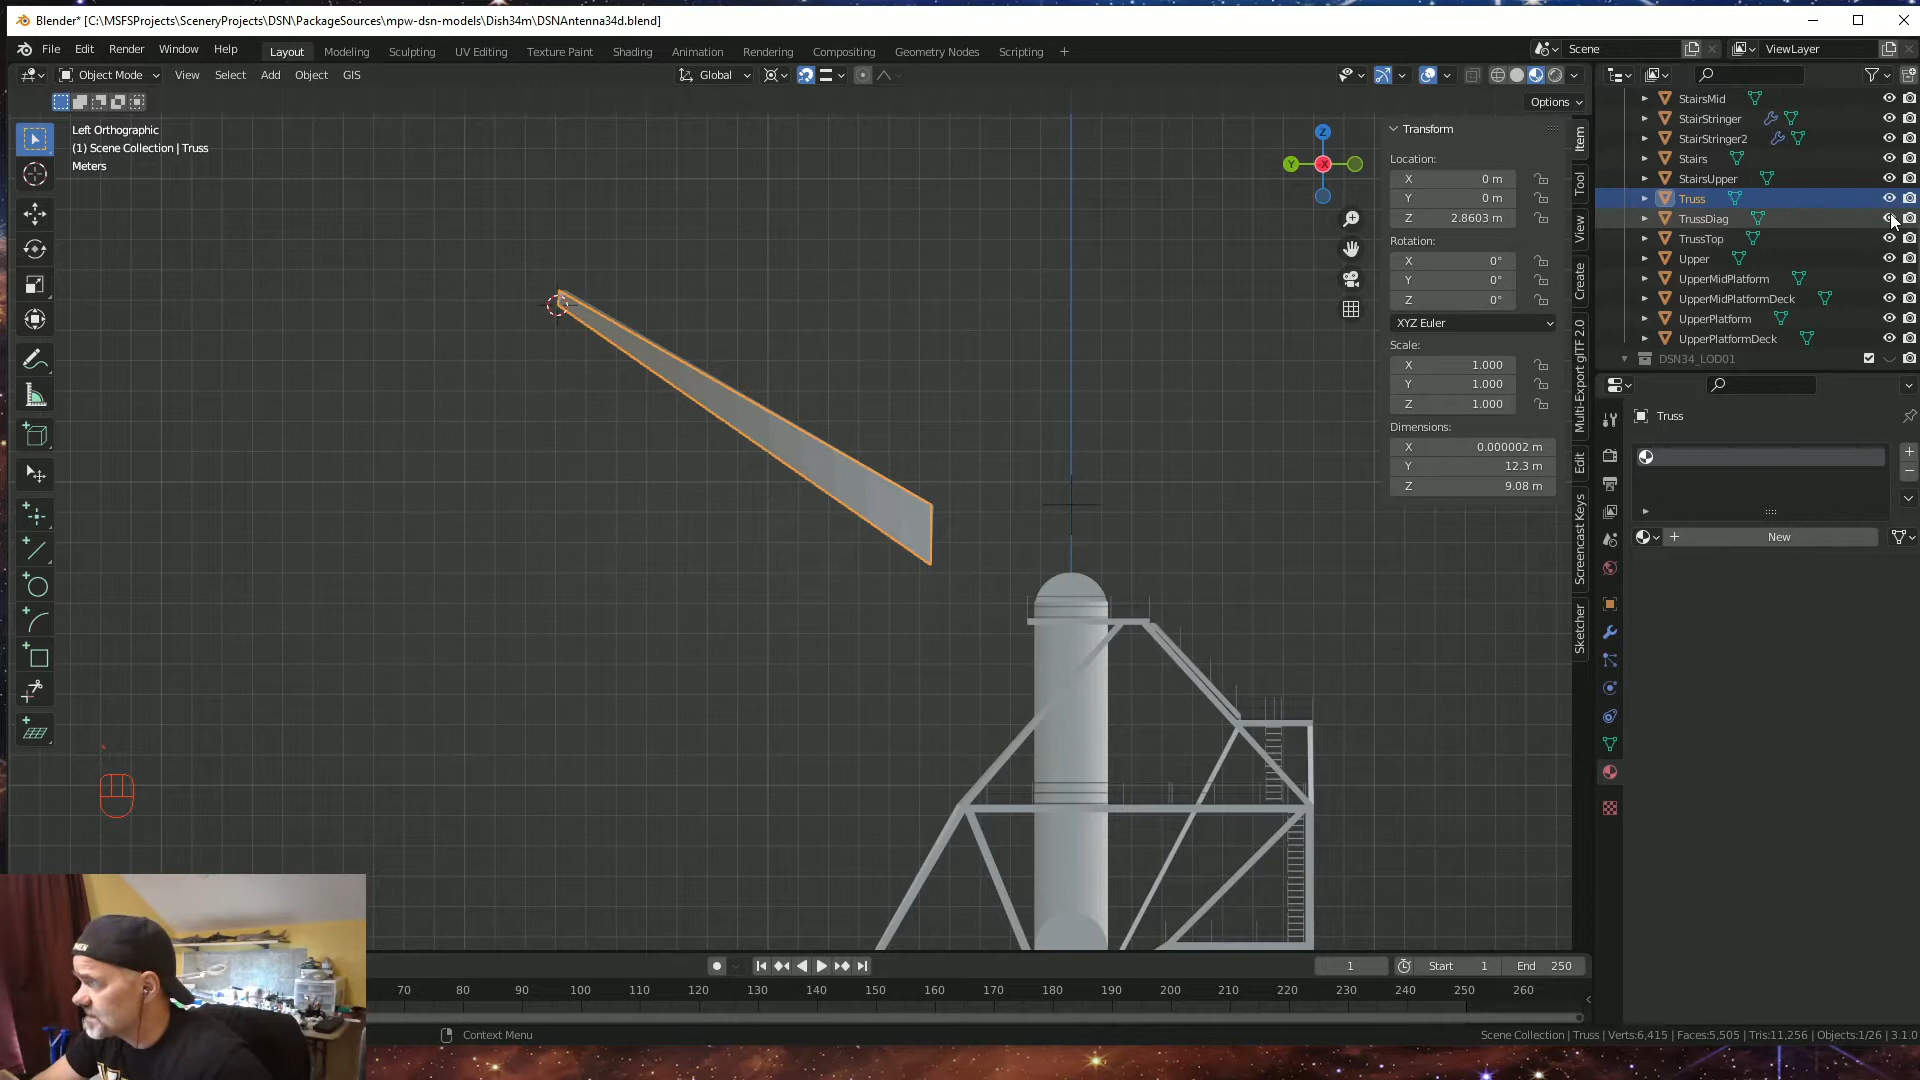 Blender* [C:\MSFSProjects\SceneryProjects\DSN\PackageSources\mpw-dsn-models\Dish34m\DSNAntenna34d.blend]
File Edit Render Window Help
Layout Modeling Sculpting UV Editing Texture Paint Shading Animation Rendering Compositing Geometry Nodes Scripting +
Scene ViewLayer
Object Mode View Select Add Object GIS
Global
Options
Left Orthographic
(1) Scene Collection | Truss
Meters
Z
Y
X
Transform
Location:
X 0 m
Y 0 m
Z 2.8603 m
Rotation:
X 0°
Y 0°
Z 0°
XYZ Euler
Scale:
X 1.000
Y 1.000
Z 1.000
Dimensions:
X 0.000002 m
Y 12.3 m
Z 9.08 m
Item
Tool
View
Create
Multi-Export glTF 2.0
Edit
Screencast Keys
Sketcher
StairsMid
StairStringer
StairStringer2
Stairs
StairsUpper
Truss
TrussDiag
TrussTop
Upper
UpperMidPlatform
UpperMidPlatformDeck
UpperPlatform
UpperPlatformDeck
DSN34_LOD01
Truss
New
1 Start 1 End 250
70 80 90 100 110 120 130 140 150 160 170 180 190 200 210 220 230 240 250 260
Context Menu
Scene Collection | Truss | Verts:6,415 | Faces:5,505 | Tris:11,256 | Objects:1/26 | 3.1.0